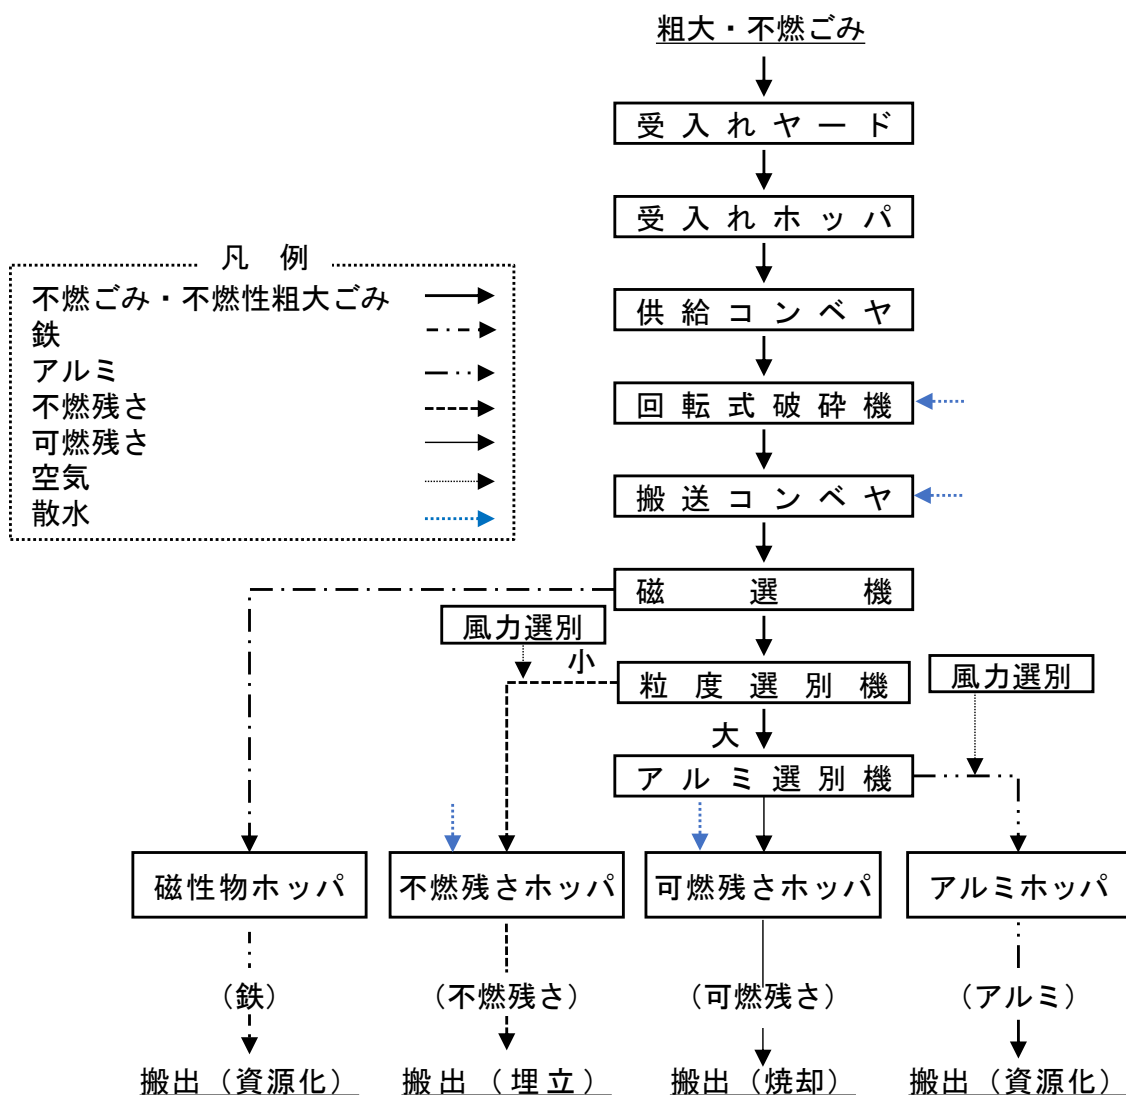 粗大・不燃ごみ
受入れヤード
受入れホッパ
凡　例
不燃ごみ・不燃性粗大ごみ
鉄
アルミ
不燃残さ
可燃残さ
空気
散水
供給コンベヤ
回転式破砕機
搬送コンベヤ
磁選機
風力選別
小
粒度選別機
風力選別
大
アルミ選別機
磁性物ホッパ
不燃残さホッパ
可燃残さホッパ
アルミホッパ
（鉄）
（不燃残さ）
（可燃残さ）
（アルミ）
搬出（資源化）
搬出（埋立）
搬出（焼却）
搬出（資源化）